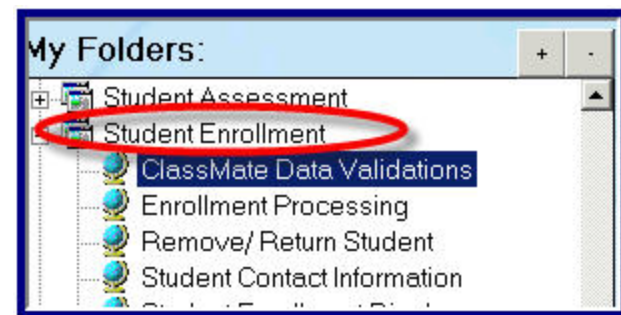 My Folders:
+ -
Student Assessment
Student Enrollment
ClassMate Data Validations
Enrollment Processing
Remove/ Return Student
Student Contact Information